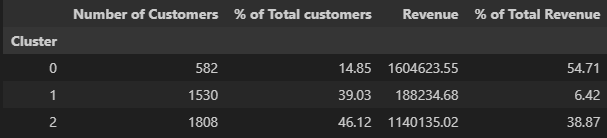 Number of Customers % of Total customers Revenue % of Total Revenue
Cluster
0 582 14.85 1604623.55 54.71
1 1530 39.03 188234.68 6.42
2 1808 46.12 1140135.02 38.87